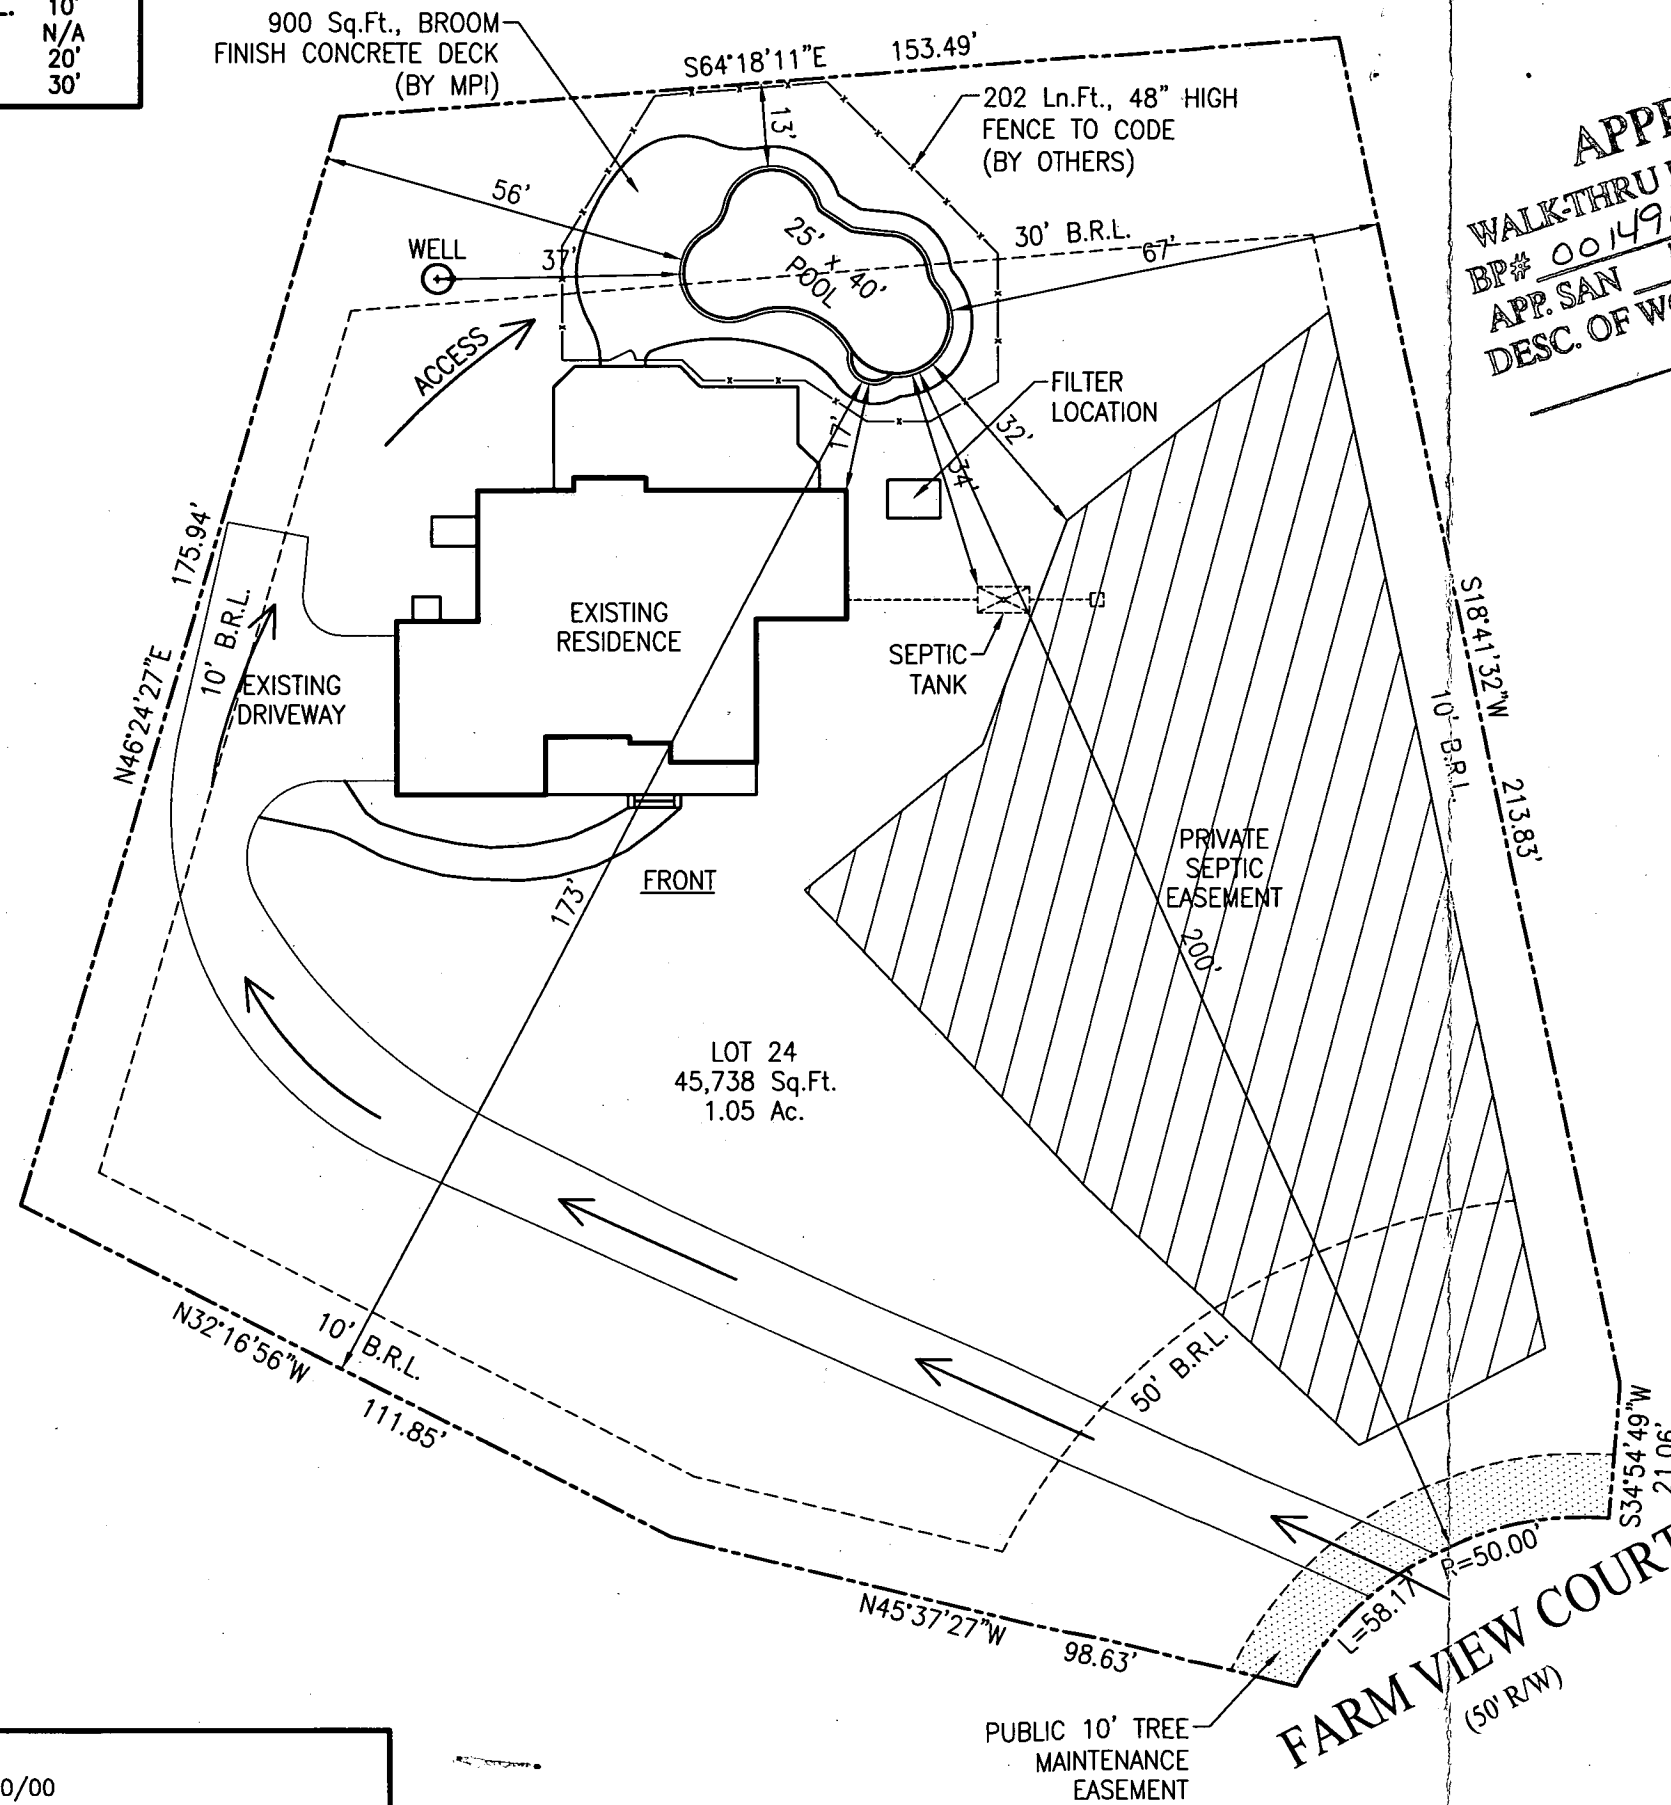 10'
N/A
20'
30'
900 Sq.Ft., BROOM
FINISH CONCRETE DECK
(BY MPI)
S64°18'11"E 153.49'
202 Ln.Ft., 48" HIGH
FENCE TO CODE
(BY OTHERS)
13'
56'
WELL
37'
25' x 40'
POOL
30' B.R.L.
67'
WALK-THRU
BP# 00149
APP. SAN
DESC. OF
ACCESS
FILTER
LOCATION
17'
32'
34'
175.94'
N46°24'27"E
10' B.R.L.
EXISTING
DRIVEWAY
EXISTING
RESIDENCE
SEPTIC
TANK
S18°41'32"W
213.83'
10' B.R.L.
PRIVATE
SEPTIC
EASEMENT
FRONT
173'
200'
LOT 24
45,738 Sq.Ft.
1.05 Ac.
N32°16'56"W
111.85'
10' B.R.L.
50' B.R.L.
S34°54'49"W
21.06'
R=50.00'
L=58.17'
N45°37'27"W
98.63'
FARM VIEW COURT
(50' R/W)
PUBLIC 10' TREE
MAINTENANCE
EASEMENT
0/00